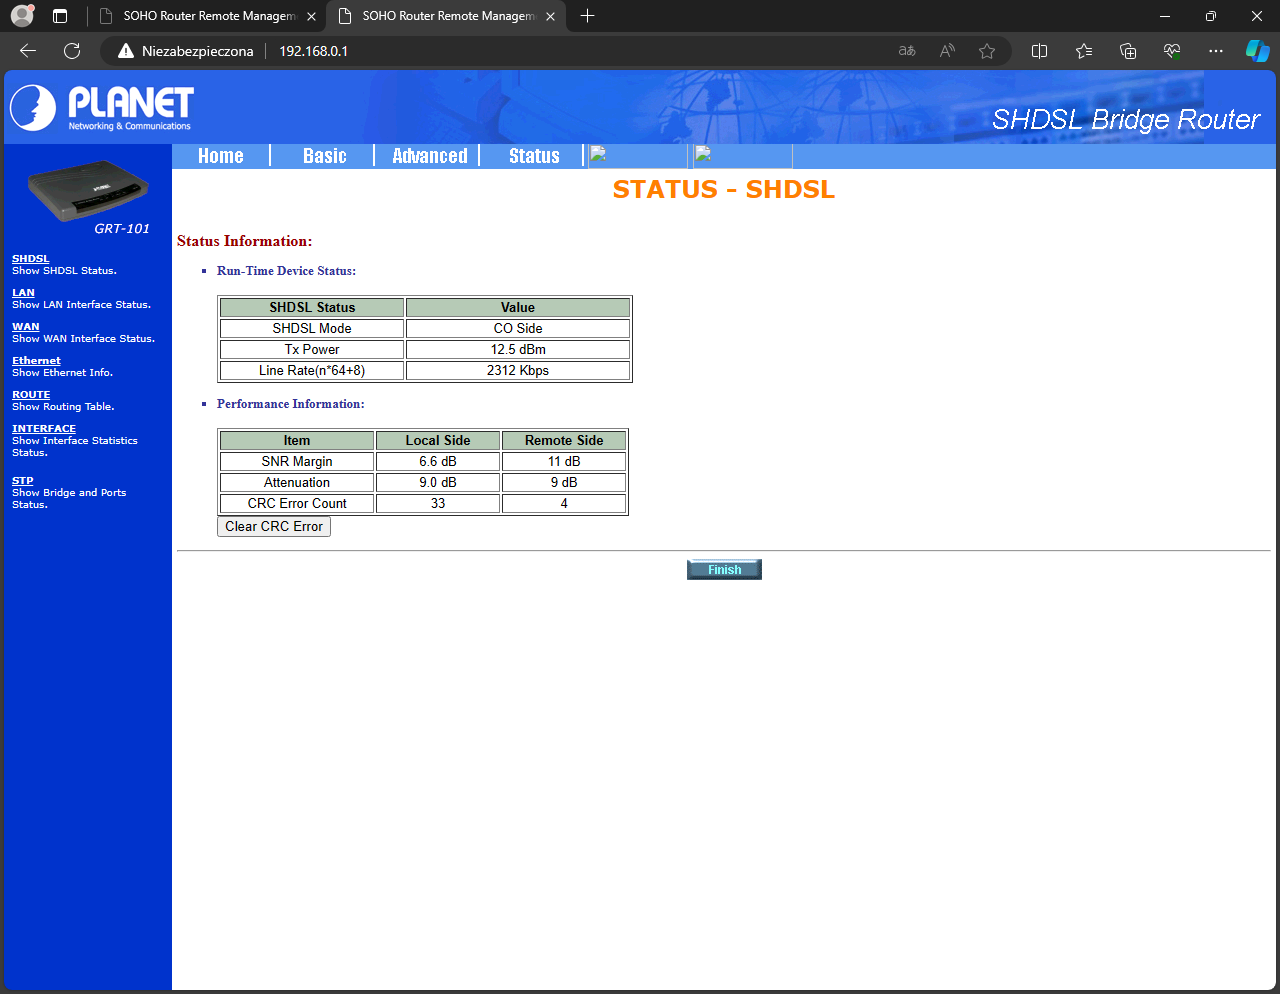 SOHO Router Remote Managem
SOHO Router Remote Managem
Niezabezpieczona
192.168.0.1
PLANET
Networking & Communications
SHDSL Bridge Router
Home Basic Advanced Status
GRT-101
SHDSL
Show SHDSL Status.
LAN
Show LAN Interface Status.
WAN
Show WAN Interface Status.
Ethernet
Show Ethernet Info.
ROUTE
Show Routing Table.
INTERFACE
Show Interface Statistics
Status.
STP
Show Bridge and Ports
Status.
STATUS - SHDSL
Status Information:
Run-Time Device Status:
SHDSL Status Value
SHDSL Mode CO Side
Tx Power 12.5 dBm
Line Rate(n*64+8) 2312 Kbps
Performance Information:
Item Local Side Remote Side
SNR Margin 6.6 dB 11 dB
Attenuation 9.0 dB 9 dB
CRC Error Count 33 4
Clear CRC Error
Finish